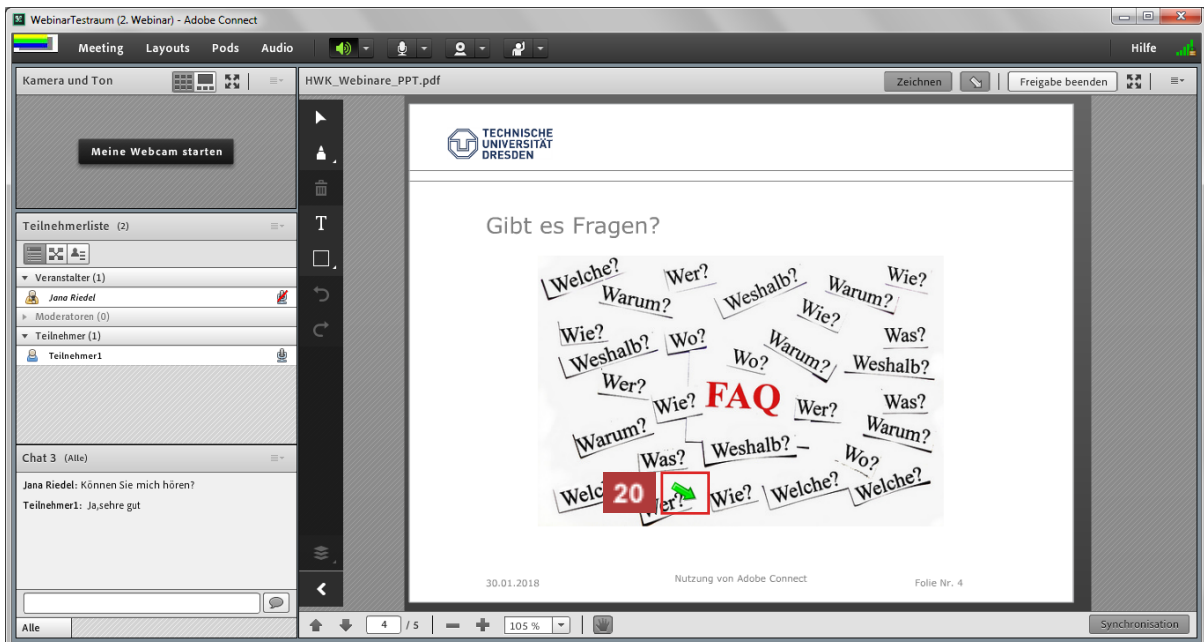 WebinarTestraum (2. Webinar) - Adobe Connect
Meeting Layouts Pods Audio Hilfe
Kamera und Ton
Meine Webcam starten
Teilnehmerliste (2)
Veranstalter (1)
Jana Riedel
Moderatoren (0)
Teilnehmer (1)
Teilnehmer1
Chat 3 (Alle)
Jana Riedel: Können Sie mich hören?
Teilnehmer1: Ja,sehre gut
Alle
HWK_Webinare_PPT.pdf Zeichnen Freigabe beenden
T
TECHNISCHE
UNIVERSITÄT
DRESDEN
Gibt es Fragen?
Welche? Wer? Weshalb? Wie?
Warum? Wie? Warum?
Wie? Wo? Warum? Was?
Weshalb? Wo? Weshalb?
Wer? Wie? FAQ Wer? Was?
Warum? Weshalb? Warum?
Was? Wo?
Welc 20 Wer? Wie? Welche? Welche?
30.01.2018 Nutzung von Adobe Connect Folie Nr. 4
4 / 5 105 % Synchronisation